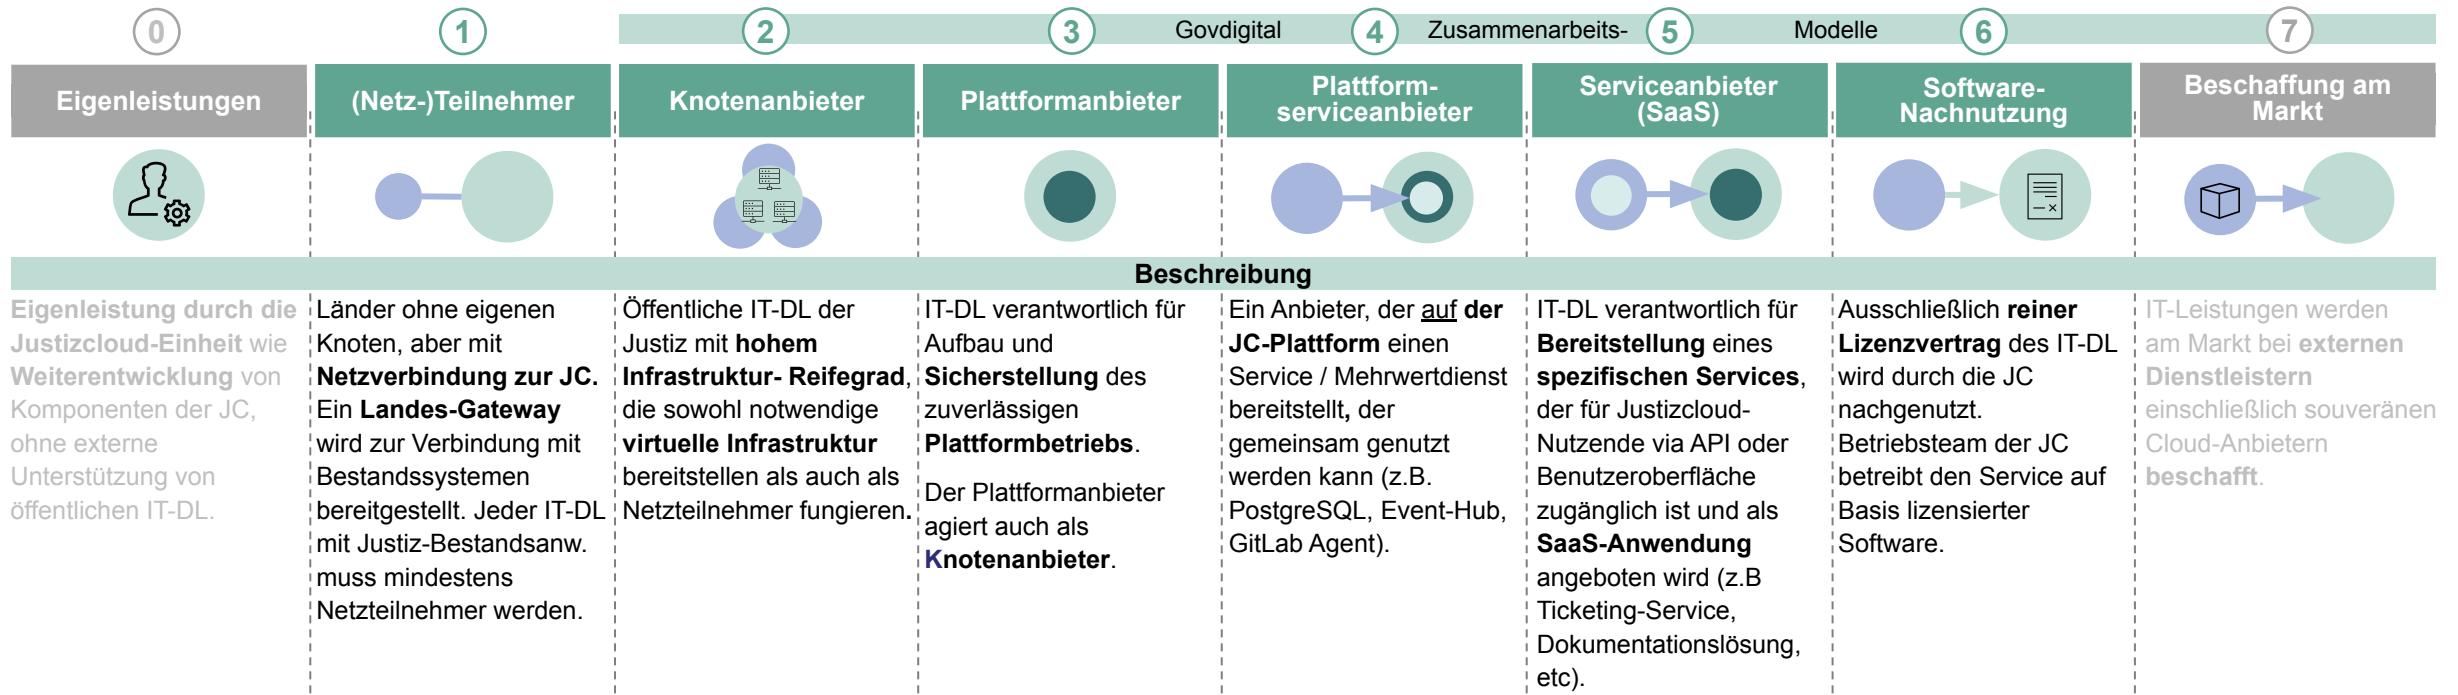 0
1
2
3
Govdigital
4
Zusammenarbeits-
5
Modelle
6
7
Eigenleistungen
(Netz-)Teilnehmer
Knotenanbieter
Plattformanbieter
Plattform-
serviceanbieter
Serviceanbieter
(SaaS)
Software-
Nachnutzung
Beschaffung am
Markt
Beschreibung
Eigenleistung durch die
Justizcloud-Einheit wie
Weiterentwicklung von
Komponenten der JC,
ohne externe
Unterstützung von
öffentlichen IT-DL.
Länder ohne eigenen
Knoten, aber mit
Netzverbindung zur JC.
Ein Landes-Gateway
wird zur Verbindung mit
Bestandssystemen
bereitgestellt. Jeder IT-DL
mit Justiz-Bestandsanw.
muss mindestens
Netzteilnehmer werden.
Öffentliche IT-DL der
Justiz mit hohem
Infrastruktur- Reifegrad,
die sowohl notwendige
virtuelle Infrastruktur
bereitstellen als auch als
Netzteilnehmer fungieren.
IT-DL verantwortlich für
Aufbau und
Sicherstellung des
zuverlässigen
Plattformbetriebs.
Der Plattformanbieter
agiert auch als
Knotenanbieter.
Ein Anbieter, der auf der
JC-Plattform einen
Service / Mehrwertdienst
bereitstellt, der
gemeinsam genutzt
werden kann (z.B.
PostgreSQL, Event-Hub,
GitLab Agent).
IT-DL verantwortlich für
Bereitstellung eines
spezifischen Services,
der für Justizcloud-
Nutzende via API oder
Benutzeroberfläche
zugänglich ist und als
SaaS-Anwendung
angeboten wird (z.B
Ticketing-Service,
Dokumentationslösung,
etc).
Ausschließlich reiner
Lizenzvertrag des IT-DL
wird durch die JC
nachgenutzt.
Betriebsteam der JC
betreibt den Service auf
Basis lizensierter
Software.
IT-Leistungen werden
am Markt bei externen
Dienstleistern
einschließlich souveränen
Cloud-Anbietern
beschafft.